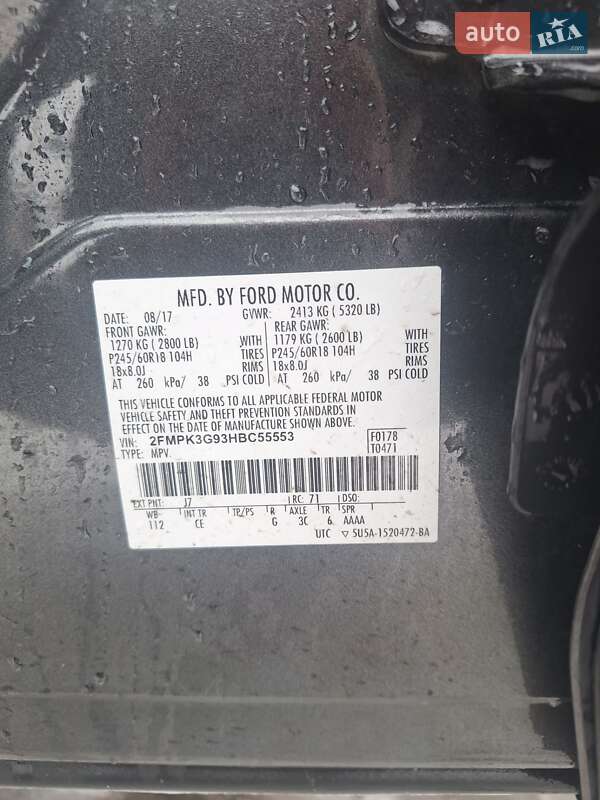 auto RIA.com
MFD. BY FORD MOTOR CO.
DATE: 08/17 GVWR: 2413 KG ( 5320 LB)
FRONT GAWR: REAR GAWR:
1270 KG ( 2800 LB) WITH 1179 KG ( 2600 LB) WITH
P245/60R18 104H TIRES P245/60R18 104H TIRES
18x8.0J RIMS 18x8.0J RIMS
AT 260 kPa/ 38 PSI COLD AT 260 kPa/ 38 PSI COLD
THIS VEHICLE CONFORMS TO ALL APPLICABLE FEDERAL MOTOR
VEHICLE SAFETY AND THEFT PREVENTION STANDARDS IN
EFFECT ON THE DATE OF MANUFACTURE SHOWN ABOVE.
VIN: 2FMPK3G93HBC55553 F0178
TYPE: MPV T0471
EXT PNT: J7 RC: 71 DSO:
WB INT TR TP/PS R AXLE TR SPR
112 CE G 3C 6 AAAA
UTC ▽ 5U5A-1520472-BA